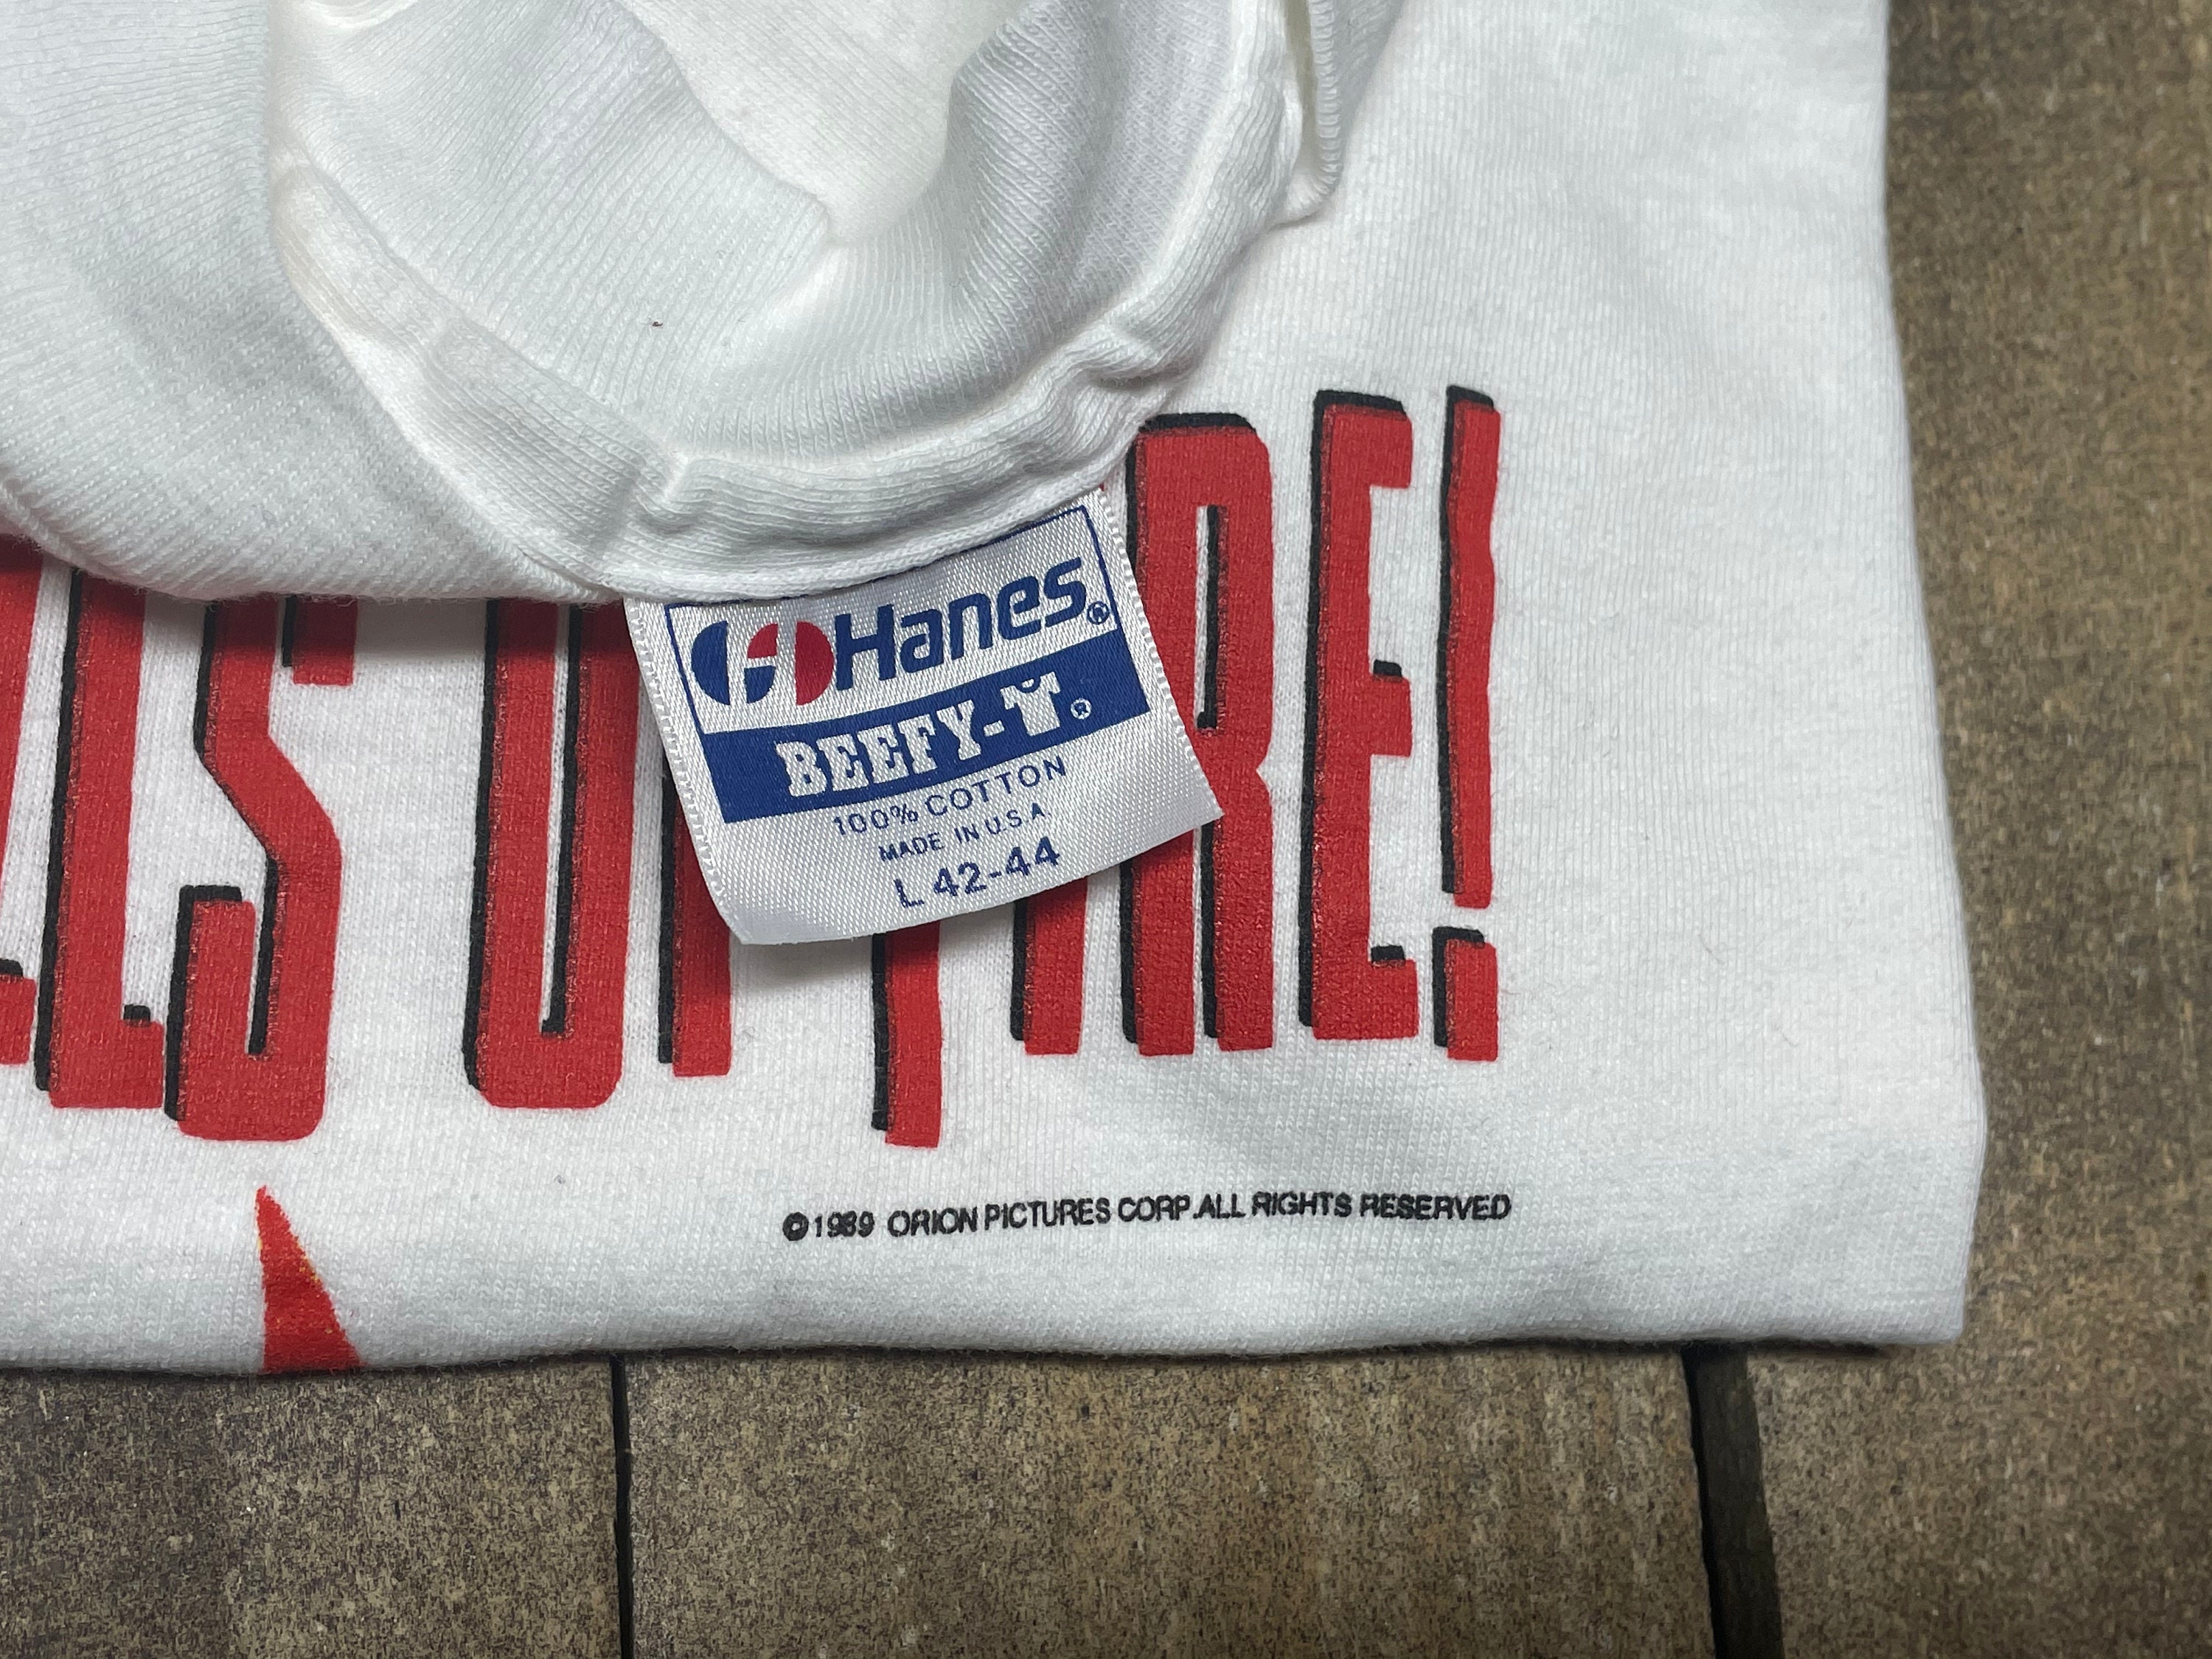 Hanes®
BEEFY-T®
100% COTTON
MADE IN U.S.A.
L 42-44
©1989 ORION PICTURES CORP. ALL RIGHTS RESERVED